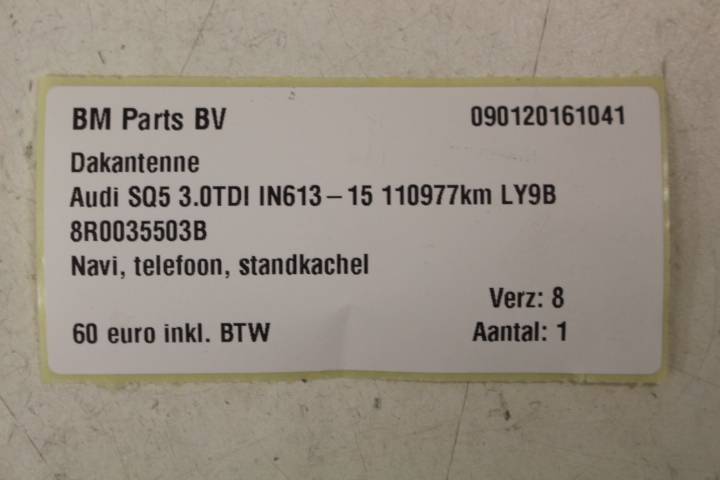 BM Parts BV 090120161041
Dakantenne
Audi SQ5 3.0TDI IN613–15 110977km LY9B
8R0035503B
Navi, telefoon, standkachel
Verz: 8
60 euro inkl. BTW Aantal: 1